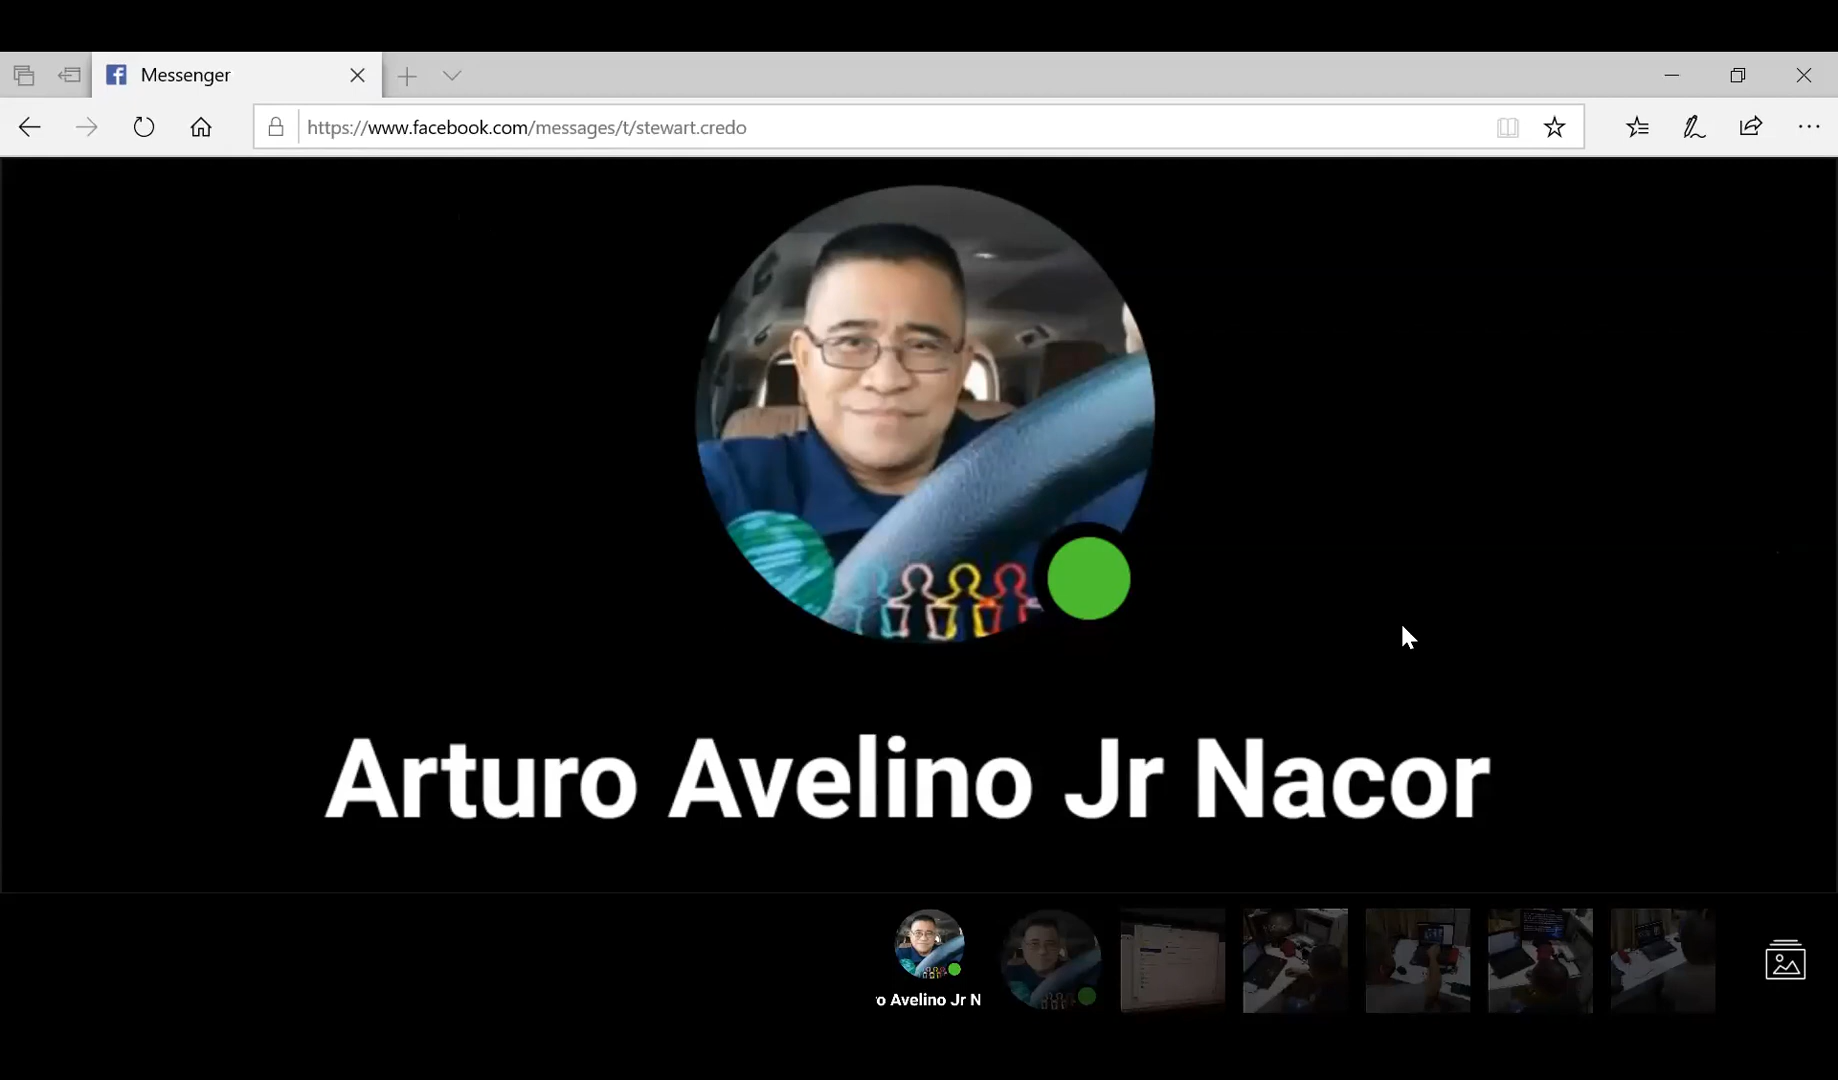 Messenger
https://www.facebook.com/messages/t/stewart.credo
Arturo Avelino Jr Nacor
o Avelino Jr N